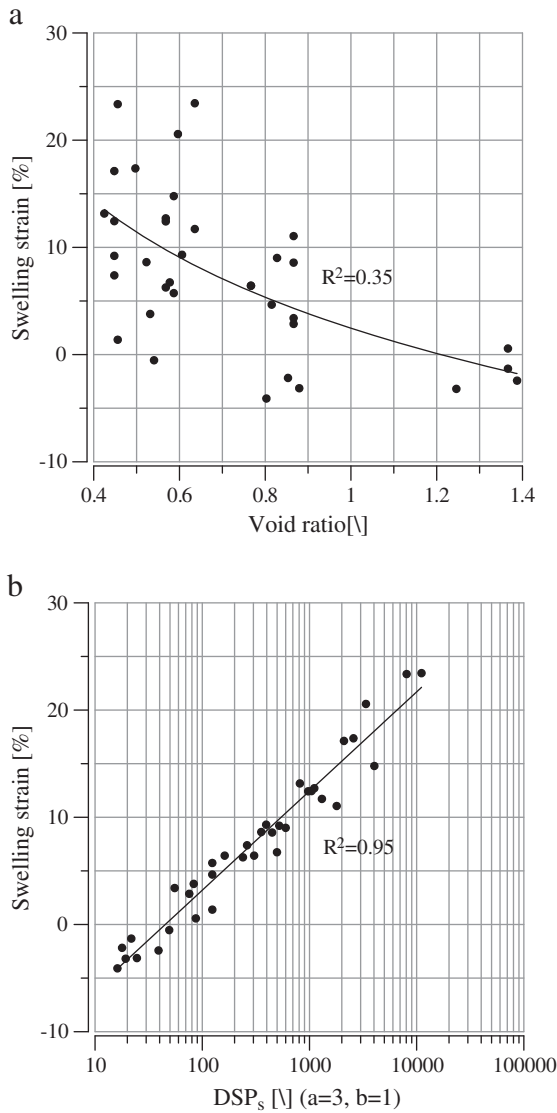 a
30
20
10
0
-10
Swelling strain [%]
R²=0.35
0.4 0.6 0.8 1 1.2 1.4
Void ratio[\]
b
30
20
10
0
-10
Swelling strain [%]
R²=0.95
10 100 1000 10000 100000
DSPₛ [\] (a=3, b=1)